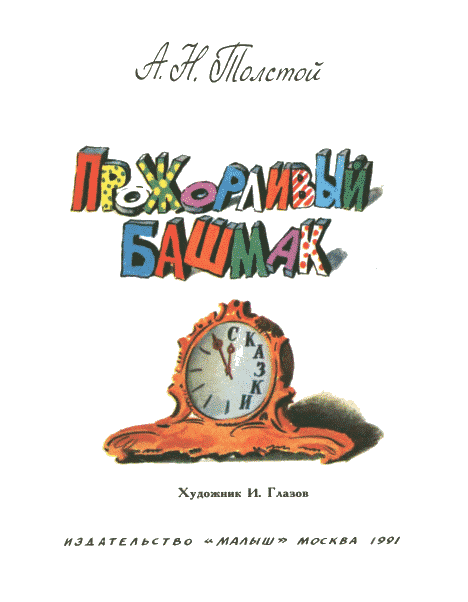 А. Н. Толстой
ПРОЖОРЛИВЫЙ
БАШМАК
СКАЗКИ
Художник И. Глазов
ИЗДАТЕЛЬСТВО «МАЛЫШ» МОСКВА 1991